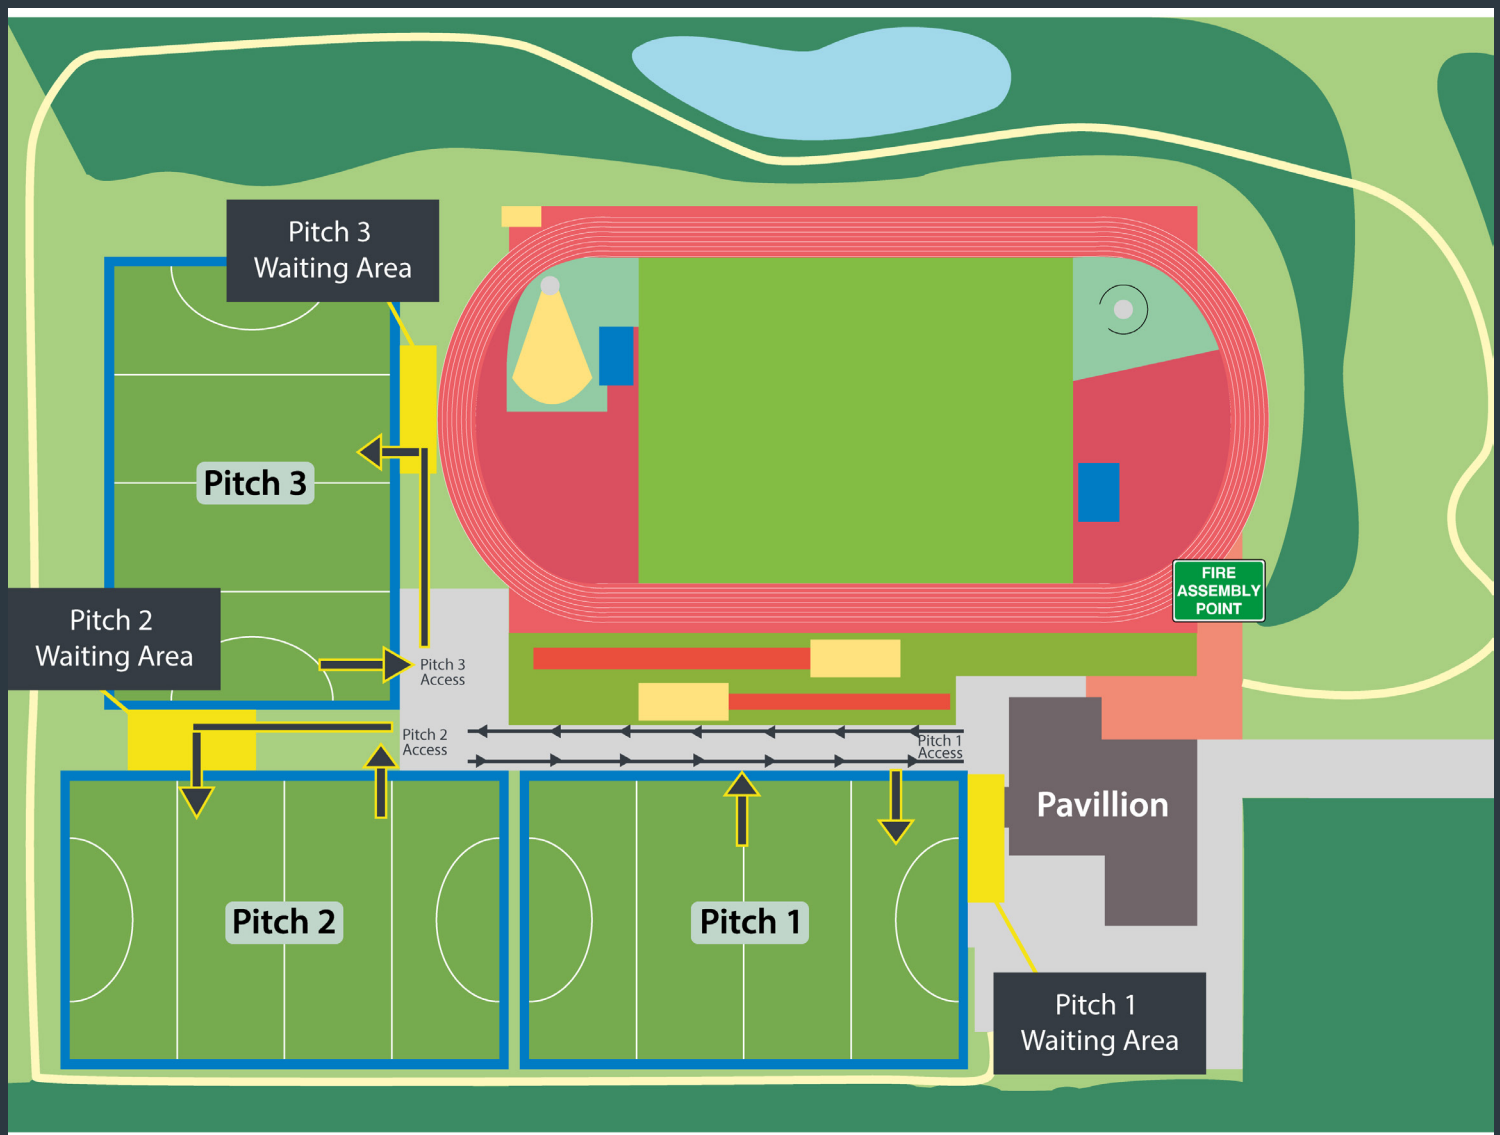 Pitch 3
Waiting Area
Pitch 3
FIRE
ASSEMBLY
POINT
Pitch 2
Waiting Area
Pitch 3
Access
Pitch 2
Access
Pitch 1
Access
Pavillion
Pitch 2
Pitch 1
Pitch 1
Waiting Area